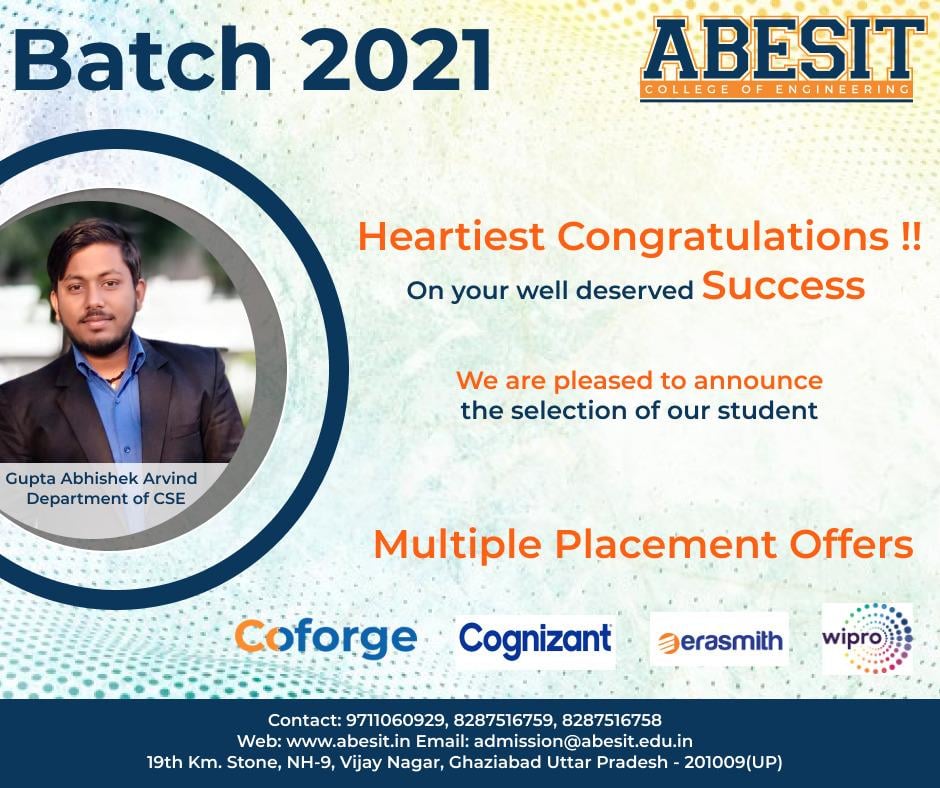 Batch 2021
ABESIT
COLLEGE OF ENGINEERING
Heartiest Congratulations !!
On your well deserved Success
We are pleased to announce
the selection of our student
Gupta Abhishek Arvind
Department of CSE
Multiple Placement Offers
Coforge
Cognizant
erasmith
wipro
Contact: 9711060929, 8287516759, 8287516758
Web: www.abesit.in Email: admission@abesit.edu.in
19th Km. Stone, NH-9, Vijay Nagar, Ghaziabad Uttar Pradesh - 201009(UP)